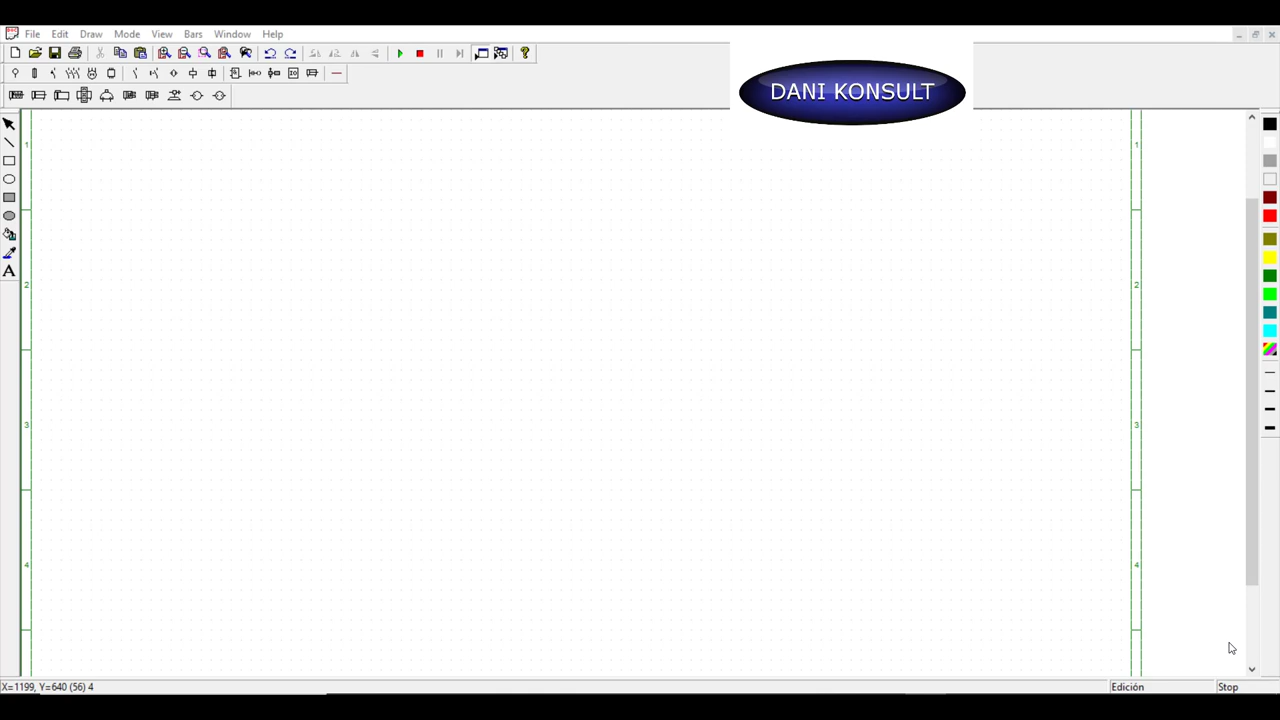 File Edit Draw Mode View Bars Window Help
DANI KONSULT
1 1
2 2
3 3
4 4
A
X=1199, Y=640 (56) 4 Edición Stop